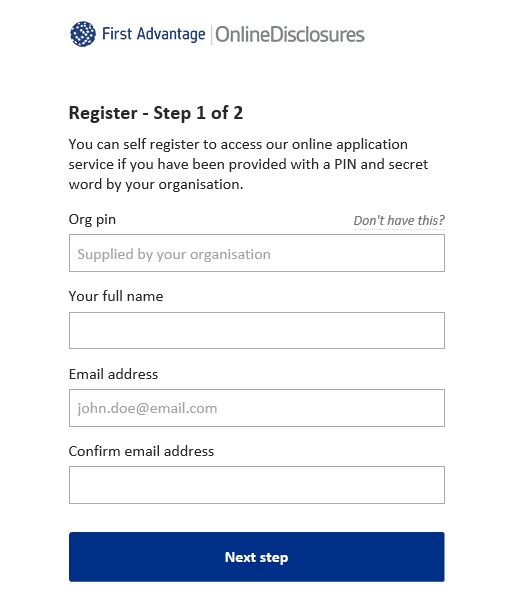 First Advantage OnlineDisclosures
Register - Step 1 of 2
You can self register to access our online application
service if you have been provided with a PIN and secret
word by your organisation.
Org pin Don't have this?
Supplied by your organisation
Your full name
Email address
john.doe@email.com
Confirm email address
Next step